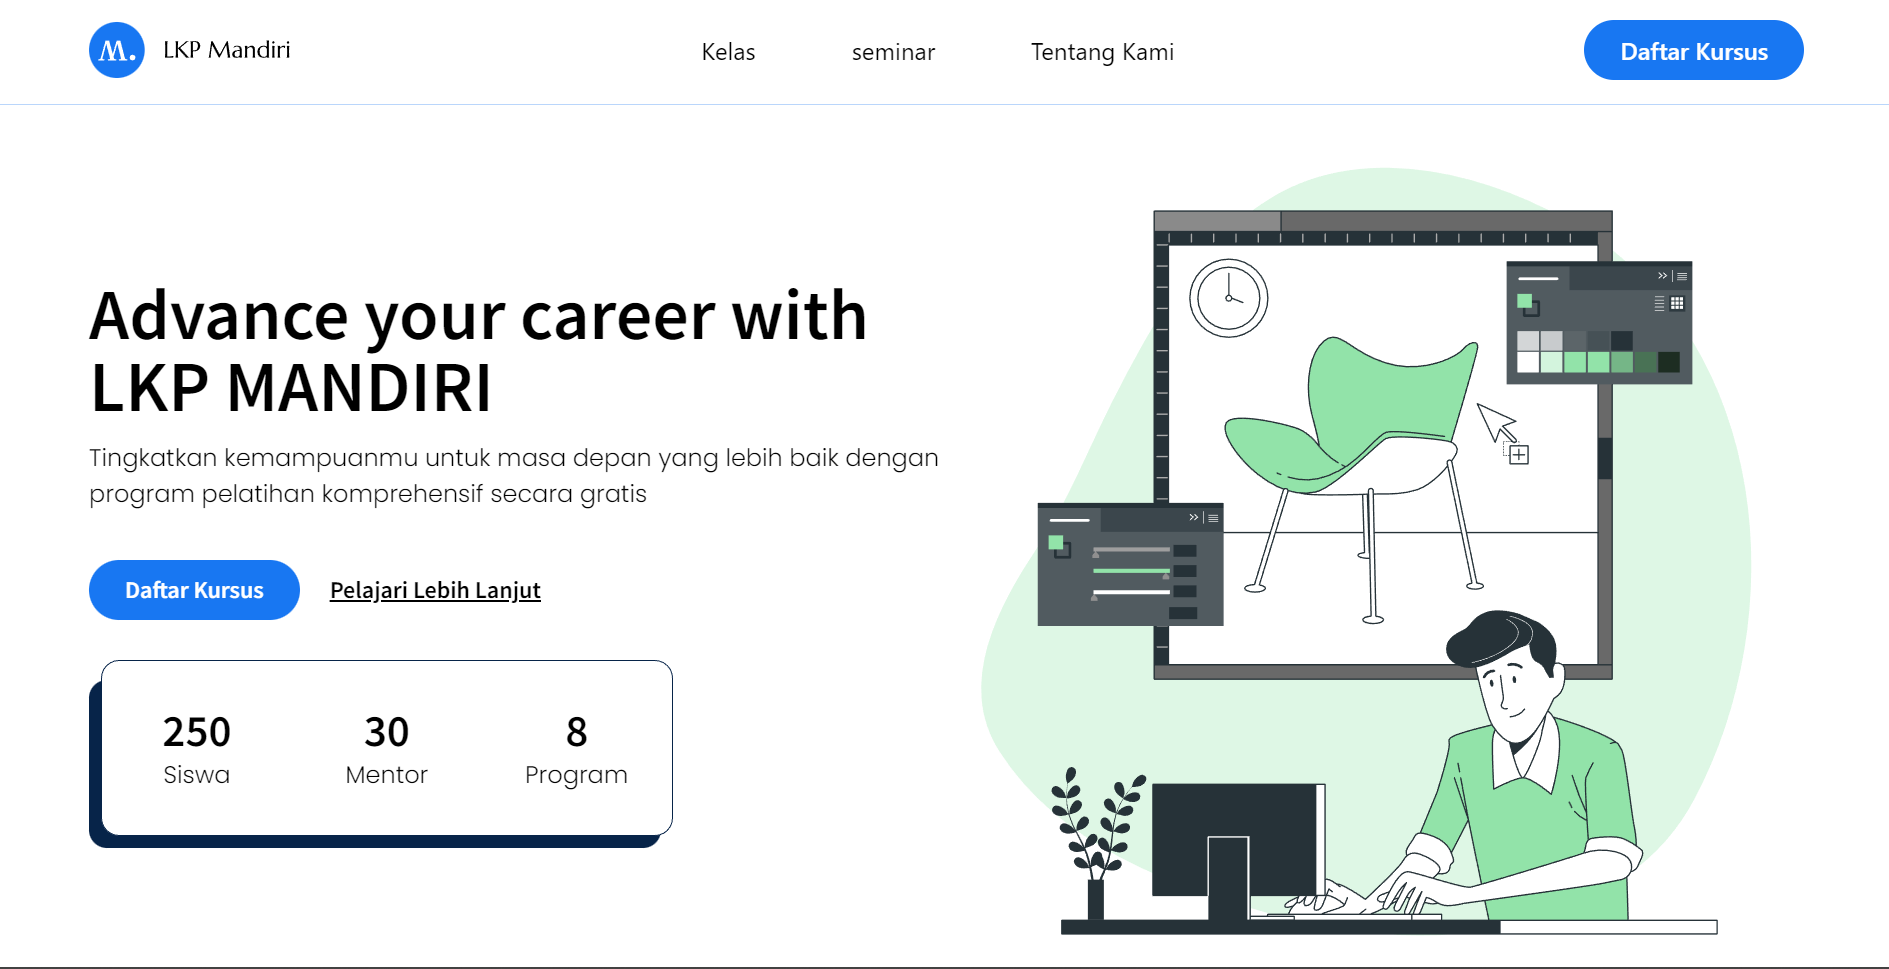 M.
LKP Mandiri
Kelas
seminar
Tentang Kami
Daftar Kursus
Advance your career with
LKP MANDIRI
Tingkatkan kemampuanmu untuk masa depan yang lebih baik dengan
program pelatihan komprehensif secara gratis
Daftar Kursus
Pelajari Lebih Lanjut
250
Siswa
30
Mentor
8
Program